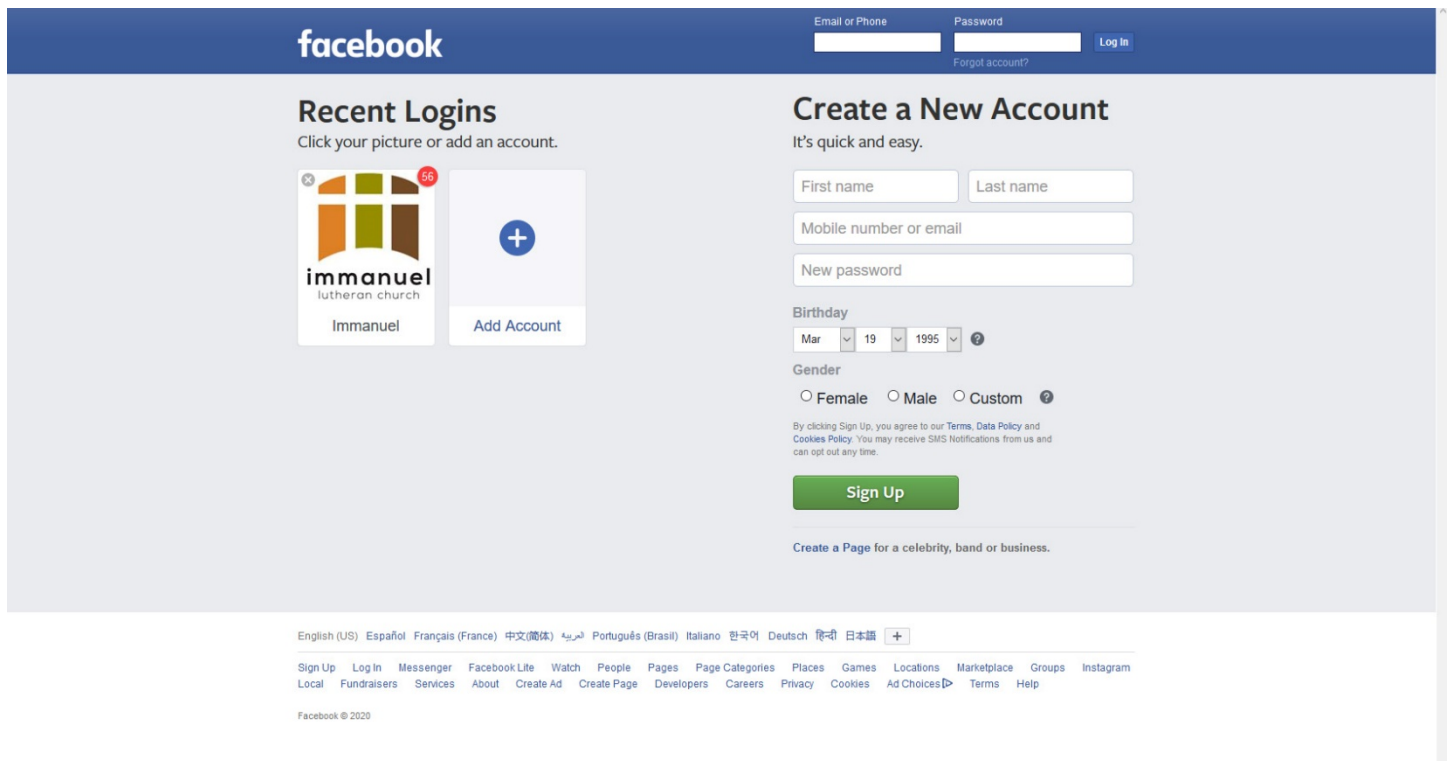 facebook
Email or Phone
Password
Log In
Forgot account?
Recent Logins
Click your picture or add an account.
56
immanuel
lutheran church
Immanuel
Add Account
Create a New Account
It's quick and easy.
First name
Last name
Mobile number or email
New password
Birthday
Mar 19 1995
Gender
Female Male Custom
By clicking Sign Up, you agree to our Terms, Data Policy and
Cookies Policy. You may receive SMS Notifications from us and
can opt out any time.
Sign Up
Create a Page for a celebrity, band or business.
English (US) Español Français (France) 中文(简体) العربية Português (Brasil) Italiano 한국어 Deutsch हिन्दी 日本語
Sign Up Log In Messenger Facebook Lite Watch People Pages Page Categories Places Games Locations Marketplace Groups Instagram
Local Fundraisers Services About Create Ad Create Page Developers Careers Privacy Cookies Ad Choices Terms Help
Facebook © 2020